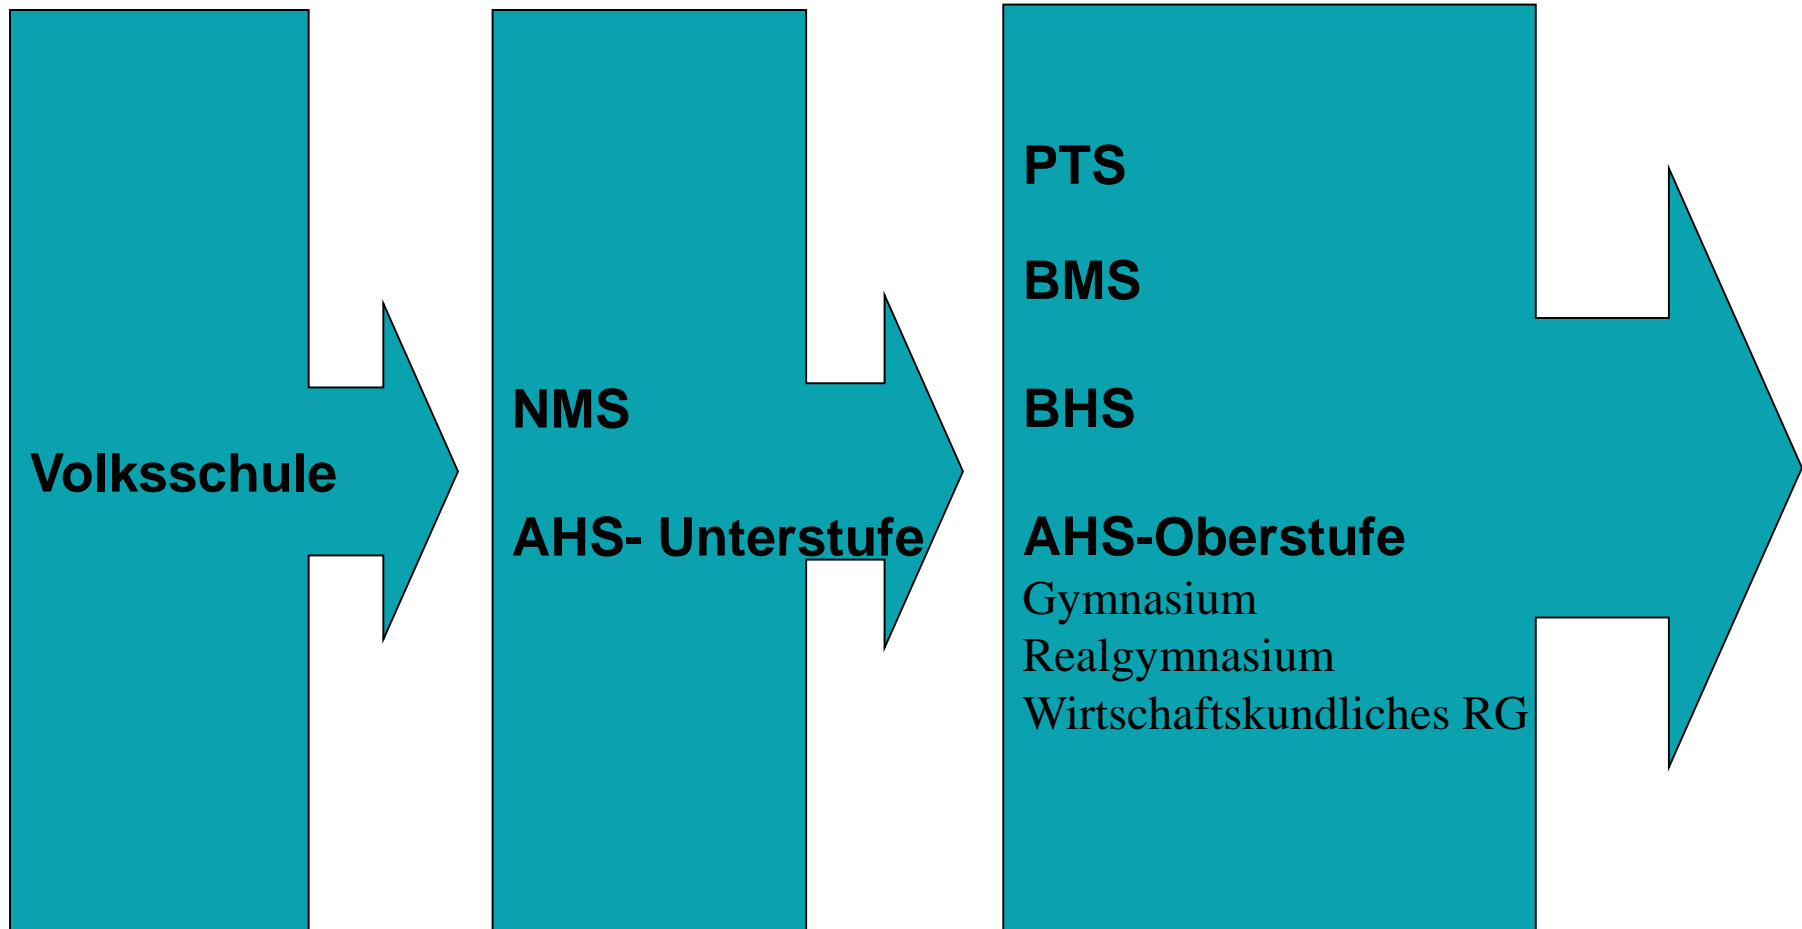 Volksschule
NMS
AHS- Unterstufe
PTS
BMS
BHS
AHS-Oberstufe
Gymnasium
Realgymnasium
Wirtschaftskundliches RG